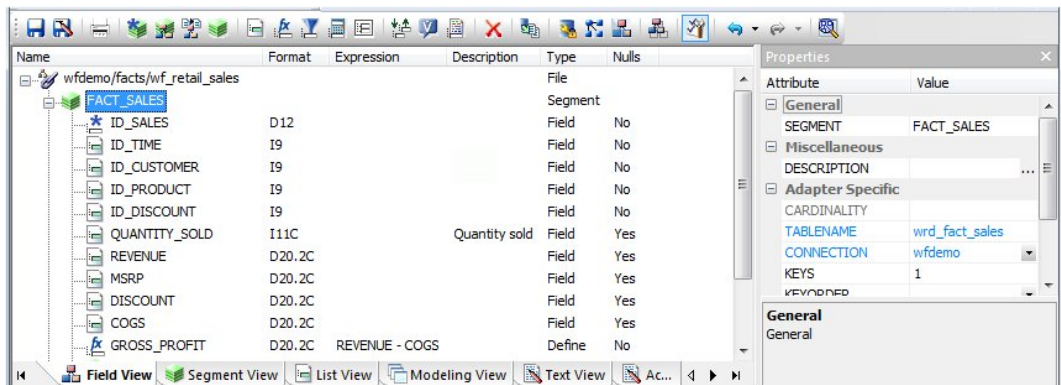 Name Format Expression Description Type Nulls
wfdemo/facts/wf_retail_sales File
FACT_SALES Segment
ID_SALES D12 Field No
ID_TIME I9 Field No
ID_CUSTOMER I9 Field No
ID_PRODUCT I9 Field No
ID_DISCOUNT I9 Field No
QUANTITY_SOLD I11C Quantity sold Field Yes
REVENUE D20.2C Field Yes
MSRP D20.2C Field Yes
DISCOUNT D20.2C Field Yes
COGS D20.2C Field Yes
GROSS_PROFIT D20.2C REVENUE - COGS Define No
Field View Segment View List View Modeling View Text View Ac...
Properties
Attribute Value
General
SEGMENT FACT_SALES
Miscellaneous
DESCRIPTION ...
Adapter Specific
CARDINALITY
TABLENAME wrd_fact_sales
CONNECTION wfdemo
KEYS 1
KEYORDER
General
General